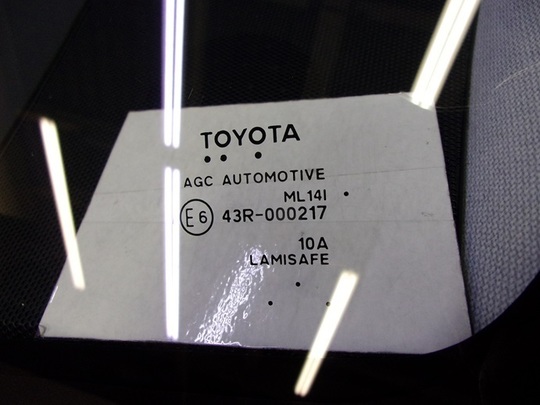 TOYOTA
AGC AUTOMOTIVE
ML14I
E6 43R-000217
10A
LAMISAFE